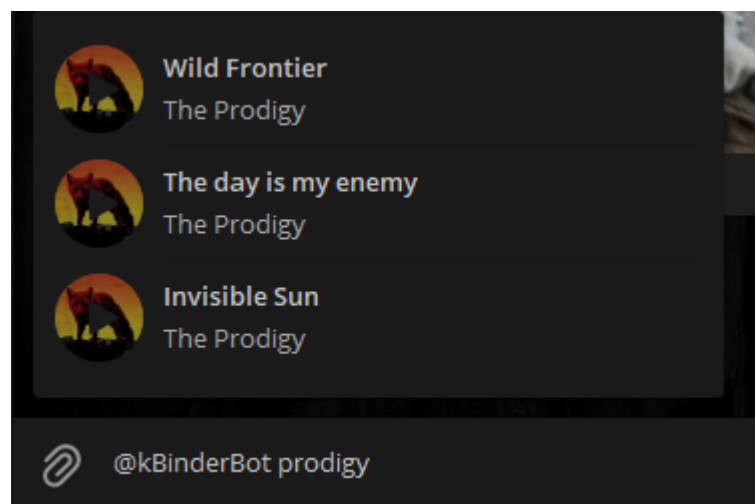 Wild Frontier
The Prodigy
The day is my enemy
The Prodigy
Invisible Sun
The Prodigy
@kBinderBot prodigy